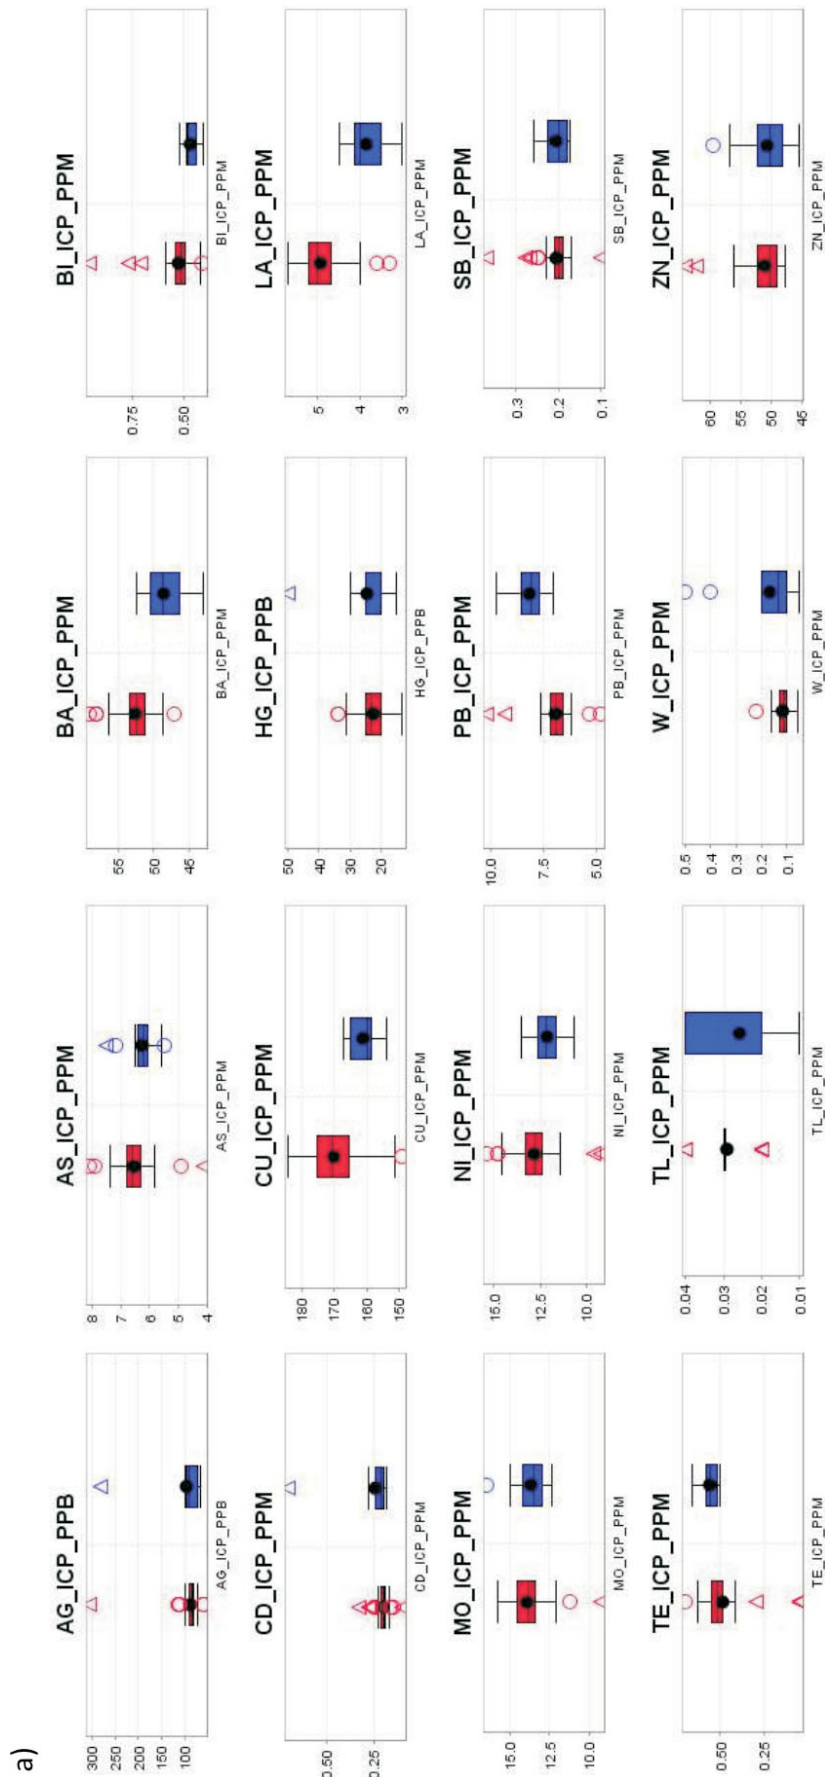 a)
AG_ICP_PPB
300
250
200
150
100
AG_ICP_PPB
AS_ICP_PPM
8
7
6
5
4
AS_ICP_PPM
BA_ICP_PPM
55
50
45
BA_ICP_PPM
BI_ICP_PPM
0.75
0.50
BI_ICP_PPM
CD_ICP_PPM
0.50
0.25
CD_ICP_PPM
CU_ICP_PPM
180
170
160
150
CU_ICP_PPM
HG_ICP_PPB
50
40
30
20
HG_ICP_PPB
LA_ICP_PPM
5
4
3
LA_ICP_PPM
MO_ICP_PPM
15.0
12.5
10.0
MO_ICP_PPM
NI_ICP_PPM
15.0
12.5
10.0
NI_ICP_PPM
PB_ICP_PPM
10.0
7.5
5.0
PB_ICP_PPM
SB_ICP_PPM
0.3
0.2
0.1
SB_ICP_PPM
TE_ICP_PPM
0.50
0.25
TE_ICP_PPM
TL_ICP_PPM
0.04
0.03
0.02
0.01
TL_ICP_PPM
W_ICP_PPM
0.5
0.4
0.3
0.2
0.1
W_ICP_PPM
ZN_ICP_PPM
60
55
50
45
ZN_ICP_PPM